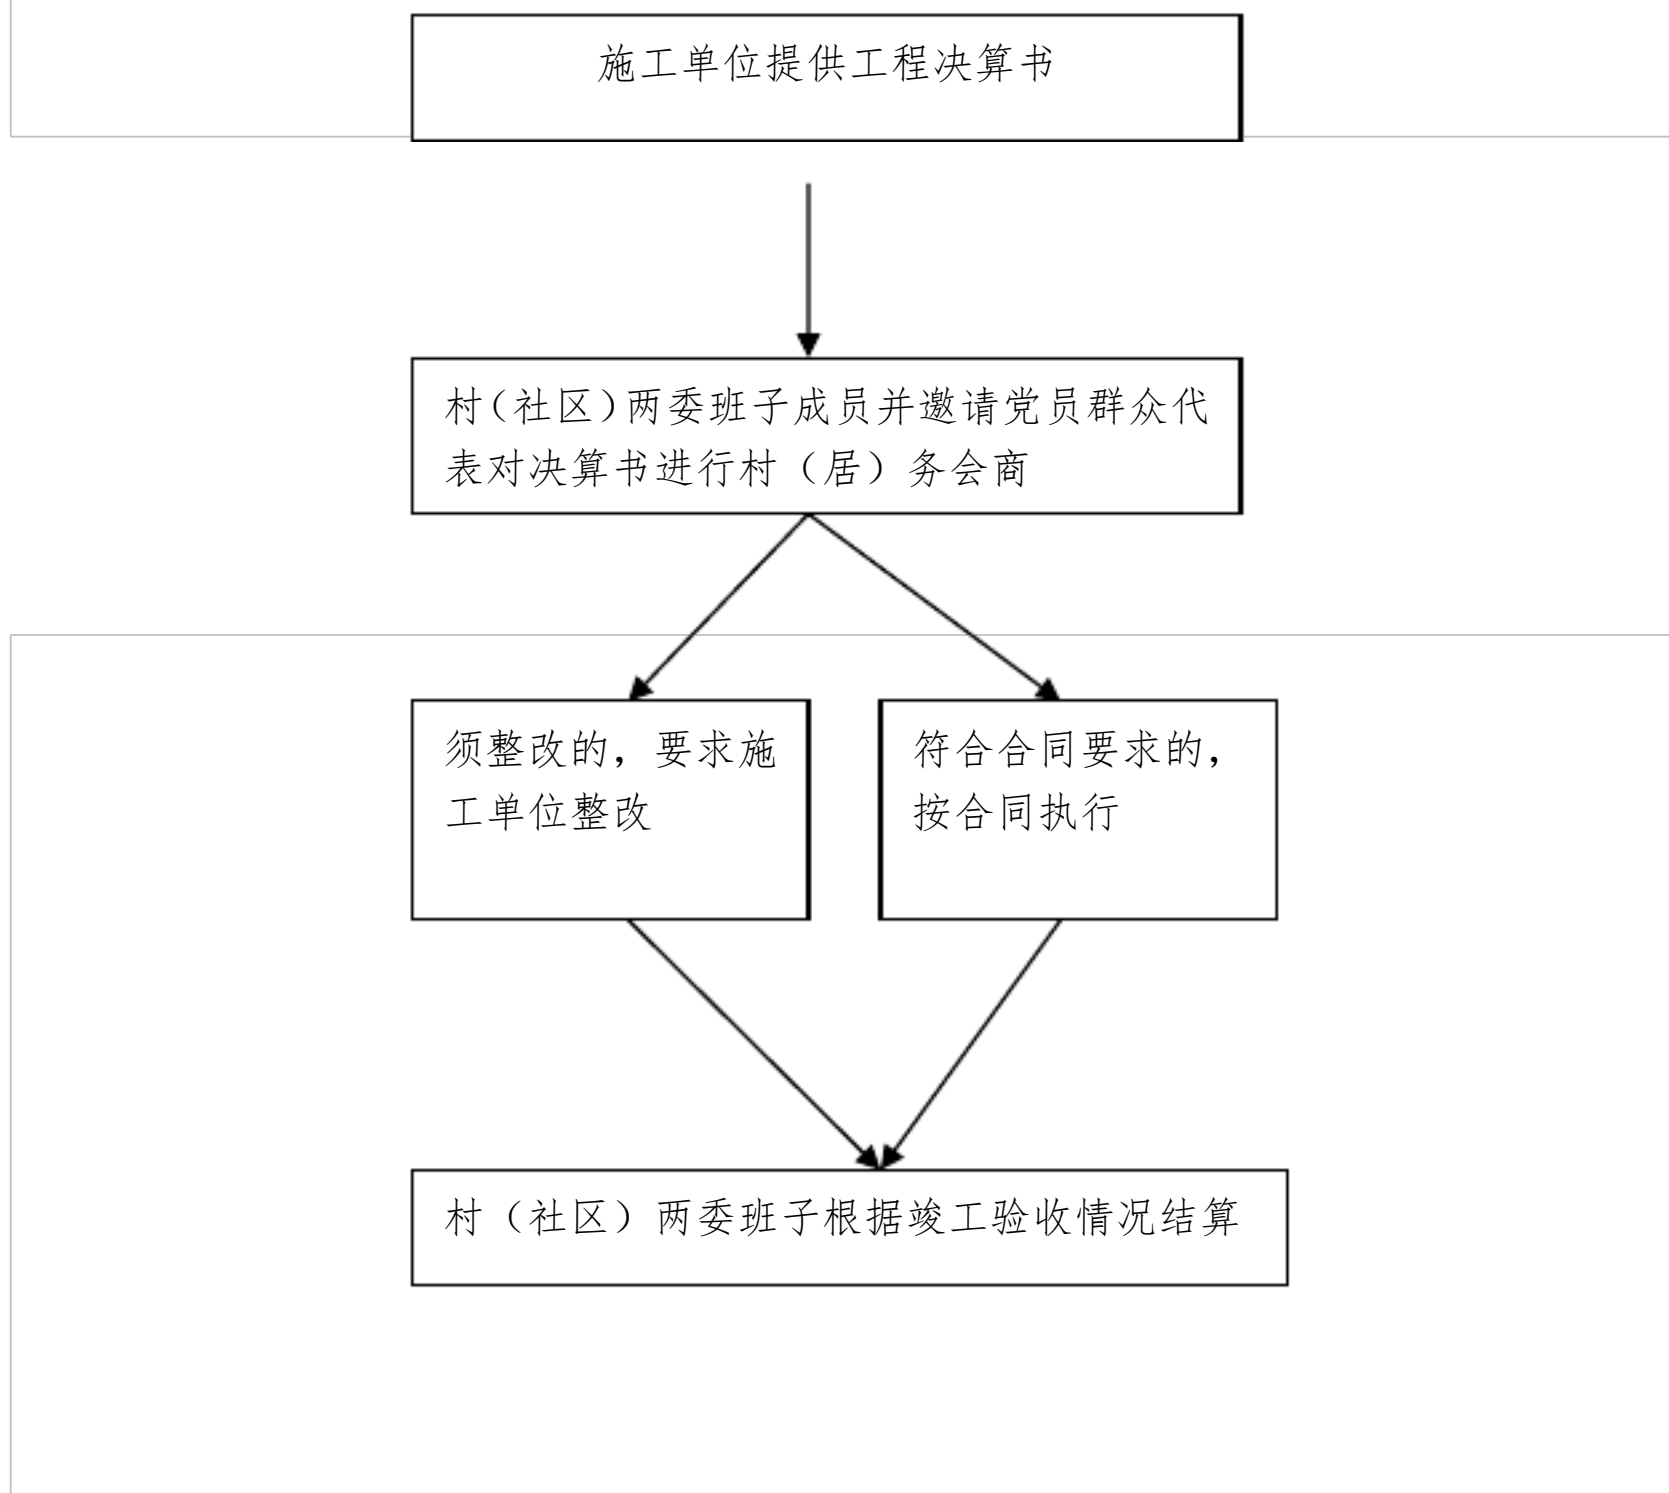 施工单位提供工程决算书
村（社区）两委班子成员并邀请党员群众代
表对决算书进行村（居）务会商
须整改的，要求施
工单位整改
符合合同要求的，
按合同执行
村（社区）两委班子根据竣工验收情况结算